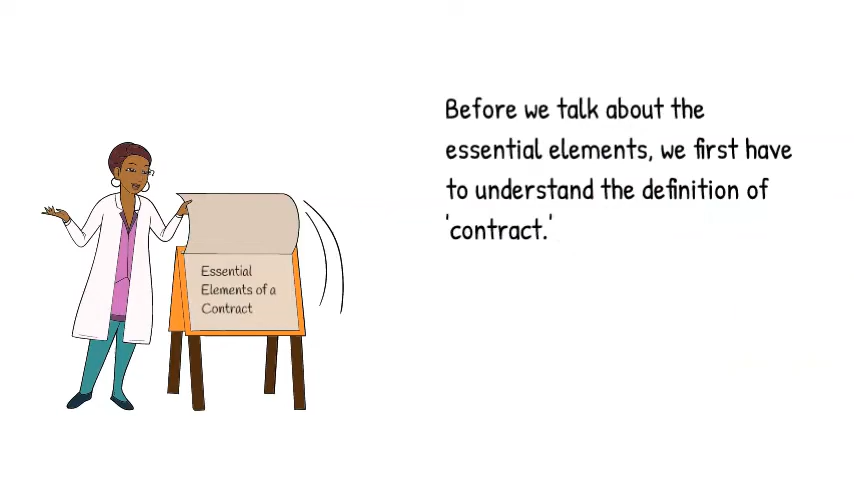 Before we talk about the
essential elements, we first have
to understand the definition of
'contract.'
Essential
Elements of a
Contract